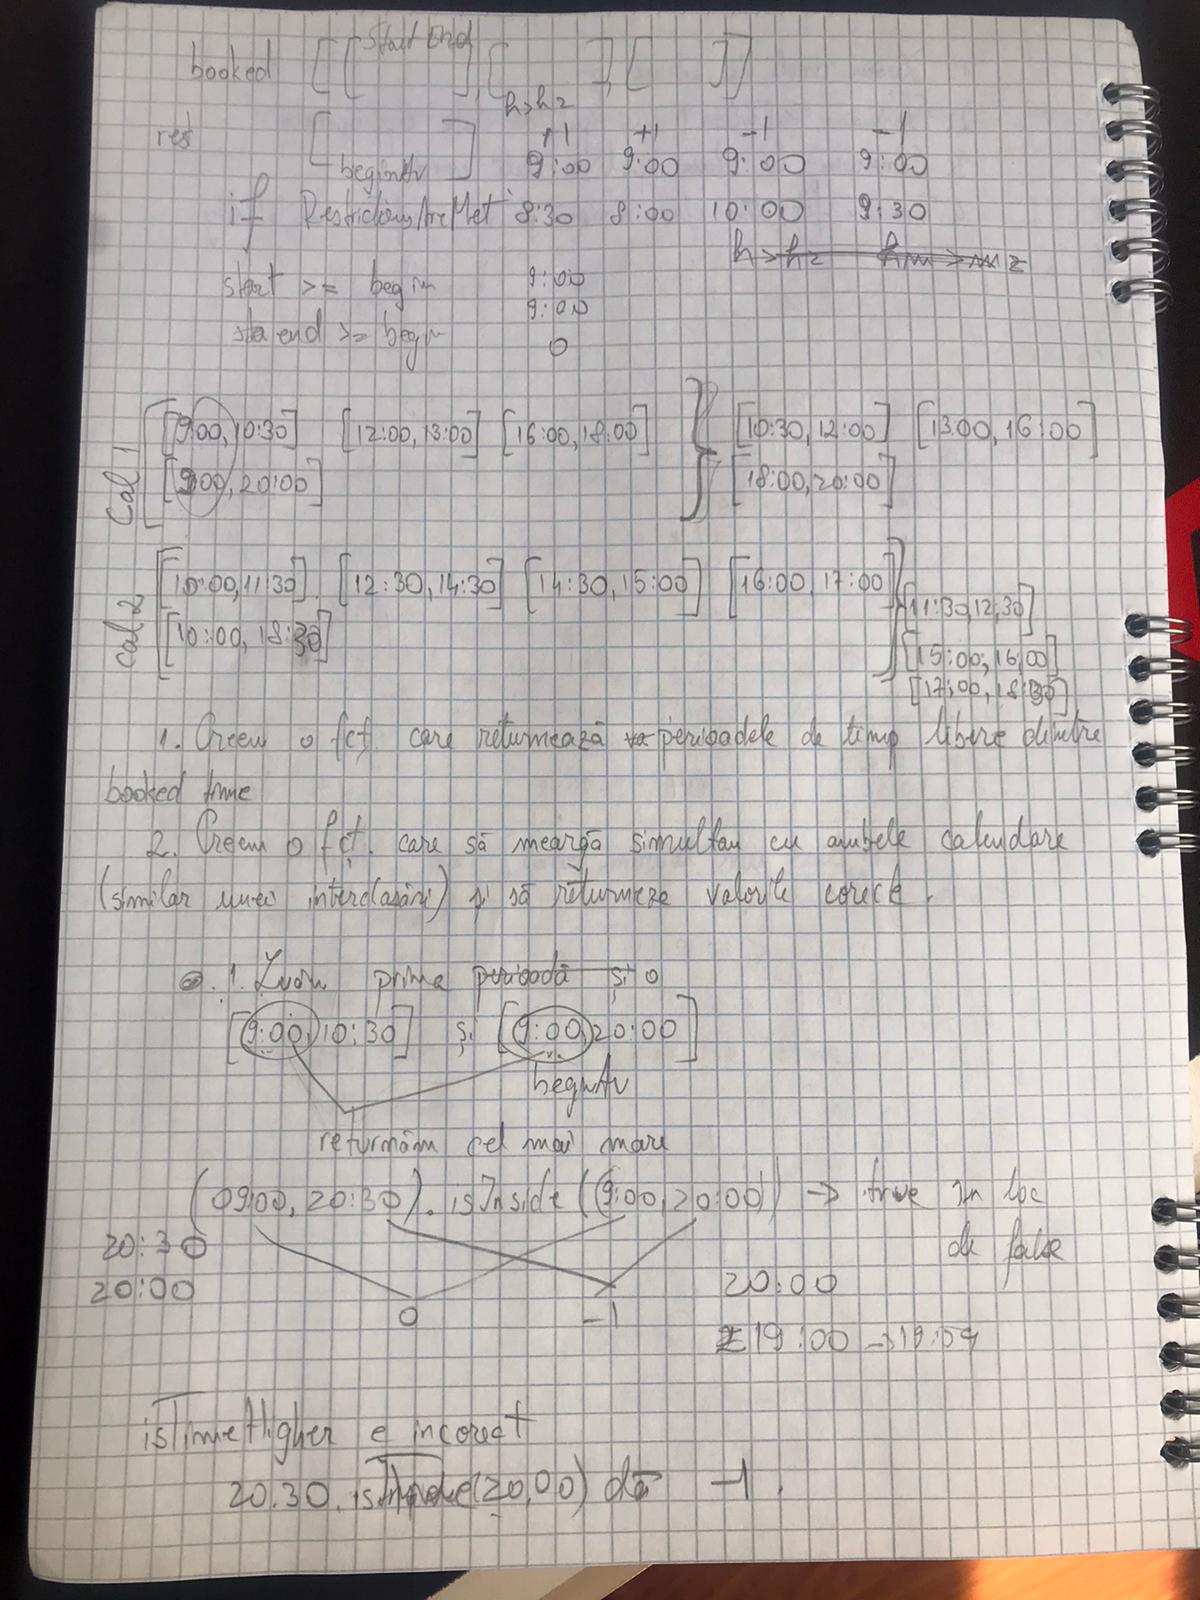 Start End
booked [[ ],[ ],[ ]]
h>h2
res [ ] +1 +1 -1 -1
beginAv 9:00 9:00 9:00 9:00
if RestrictionsAreMet 8:30 8:00 10:00 9:30
h>h2 m>m2
start >= begin 9:00
9:00
end >= begin 0
Cal 1 [[9:00,10:30] [12:00,13:00] [16:00,18:00] [10:30,12:00] [13:00,16:00]
[9:00,20:00] [18:00,20:00]
Cal 2 [[10:00,11:30]. [12:30,14:30] [14:30,15:00] [16:00,17:00] [11:30,12,30]
[10:00,18:30] [15:00,16:00]
[17:00,18:30]
1. Creem o fct. care returnează perioadele de timp libere dintre
booked time
2. Creem o fct. care să meargă simultan cu ambele calendare
(similar unei interclasări) și să returneze valorile corecte.
1. Luăm prima perioadă și o
[9:00,10:30] și [9:00,20:00]
beginAv
returnăm cel mai mare
(09:00, 20:30). isInside((9:00,20:00)) -> true în loc
20:30 de false
20:00 20:00
0 -1
19:00 -> 19:59
isTimeHigher e incorect
20.30. (20,00) dă -1.